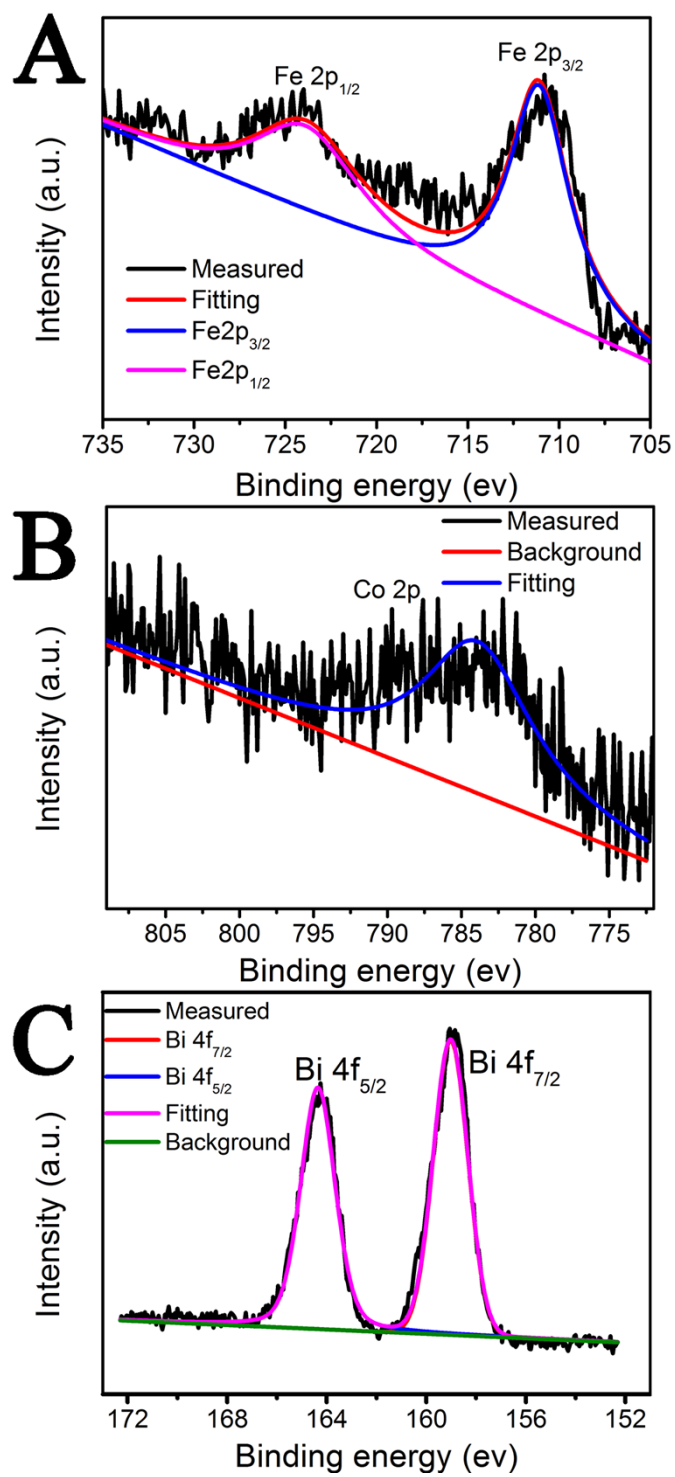 A
Fe 2p1/2
Fe 2p3/2
Intensity (a.u.)
Measured
Fitting
Fe2p3/2
Fe2p1/2
735 730 725 720 715 710 705
Binding energy (ev)
B
Measured
Background
Fitting
Co 2p
Intensity (a.u.)
805 800 795 790 785 780 775
Binding energy (ev)
C
Measured
Bi 4f7/2
Bi 4f5/2
Fitting
Background
Bi 4f5/2
Bi 4f7/2
Intensity (a.u.)
172 168 164 160 156 152
Binding energy (ev)